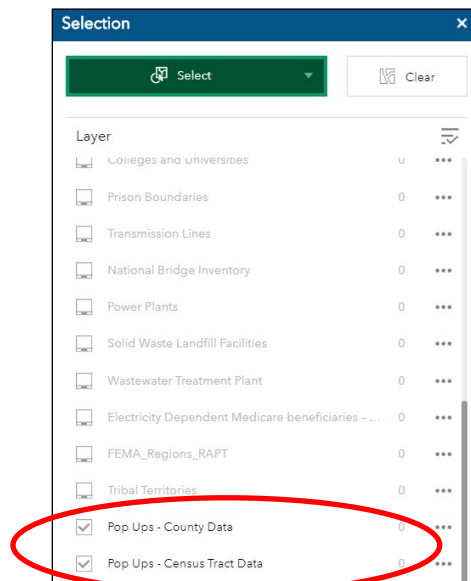 Selection
Select
Clear
Layer
Colleges and Universities 0
Prison Boundaries 0
Transmission Lines 0
National Bridge Inventory 0
Power Plants 0
Solid Waste Landfill Facilities 0
Wastewater Treatment Plant 0
Electricity Dependent Medicare beneficiaries - ... 0
FEMA_Regions_RAPT 0
Tribal Territories 0
Pop Ups - County Data 0
Pop Ups - Census Tract Data 0